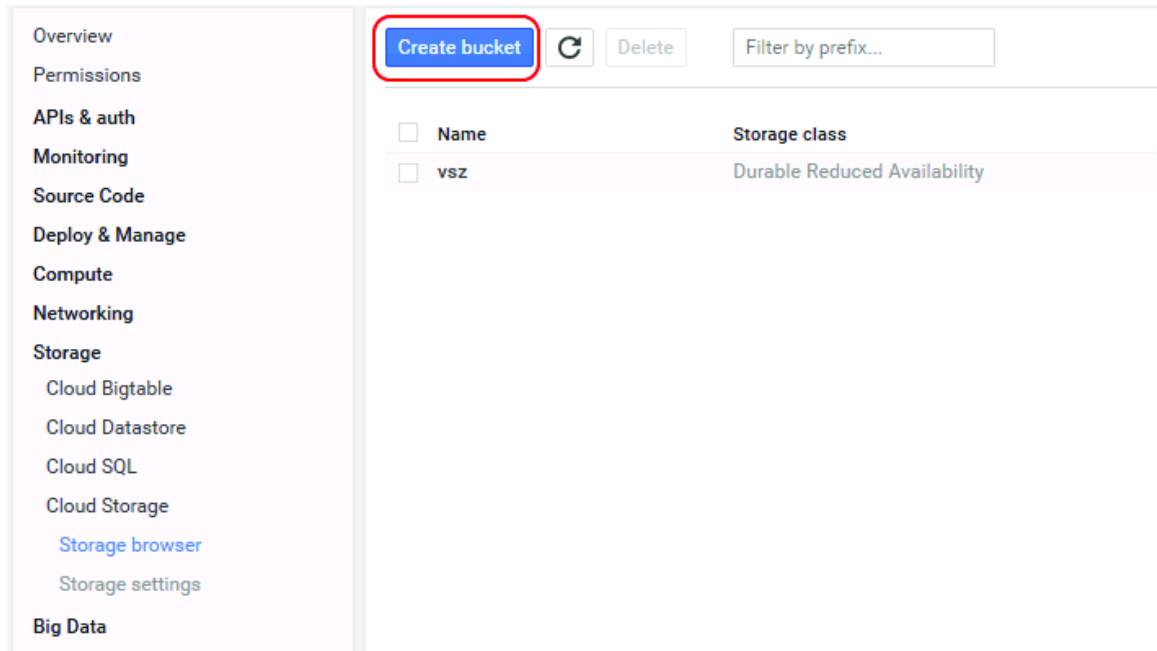 Overview
Permissions
APIs & auth
Monitoring
Source Code
Deploy & Manage
Compute
Networking
Storage
Cloud Bigtable
Cloud Datastore
Cloud SQL
Cloud Storage
Storage browser
Storage settings
Big Data
Create bucket Delete Filter by prefix...
Name Storage class
vsz Durable Reduced Availability